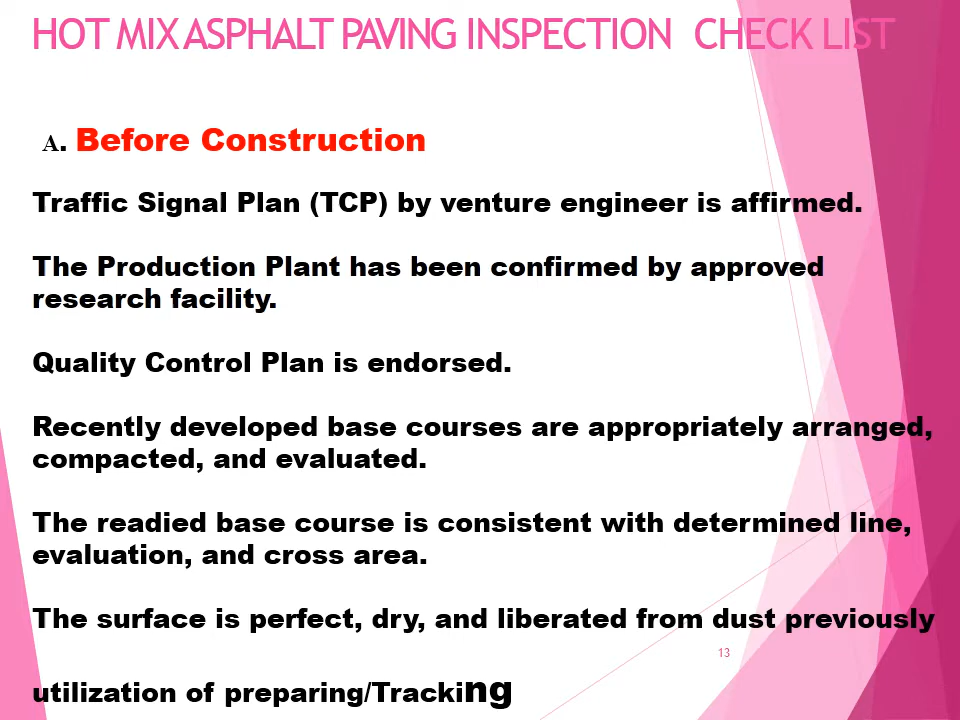 HOT MIX ASPHALT PAVING INSPECTION CHECK LIST
A. Before Construction
Traffic Signal Plan (TCP) by venture engineer is affirmed.
The Production Plant has been confirmed by approved
research facility.
Quality Control Plan is endorsed.
Recently developed base courses are appropriately arranged,
compacted, and evaluated.
The readied base course is consistent with determined line,
evaluation, and cross area.
The surface is perfect, dry, and liberated from dust previously
13
utilization of preparing/Tracking